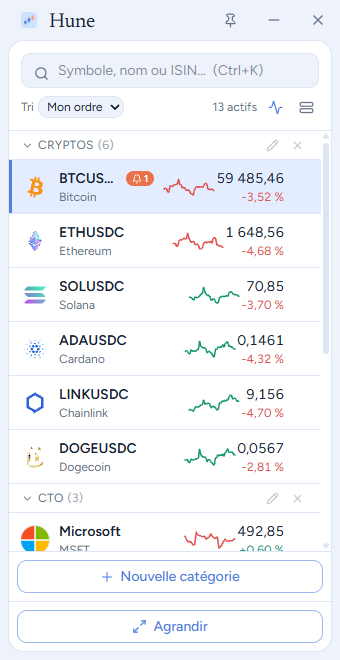 Hune
Symbole, nom ou ISIN... (Ctrl+K)
Tri Mon ordre 13 actifs
CRYPTOS (6)
BTCUS... 1 59 485,46
Bitcoin -3,52 %
ETHUSDC 1 648,56
Ethereum -4,68 %
SOLUSDC 70,85
Solana -3,70 %
ADAUSDC 0,1461
Cardano -4,32 %
LINKUSDC 9,156
Chainlink -4,70 %
DOGEUSDC 0,0567
Dogecoin -2,81 %
CTO (3)
Microsoft 492,85
MSFT +0,60 %
+ Nouvelle catégorie
Agrandir